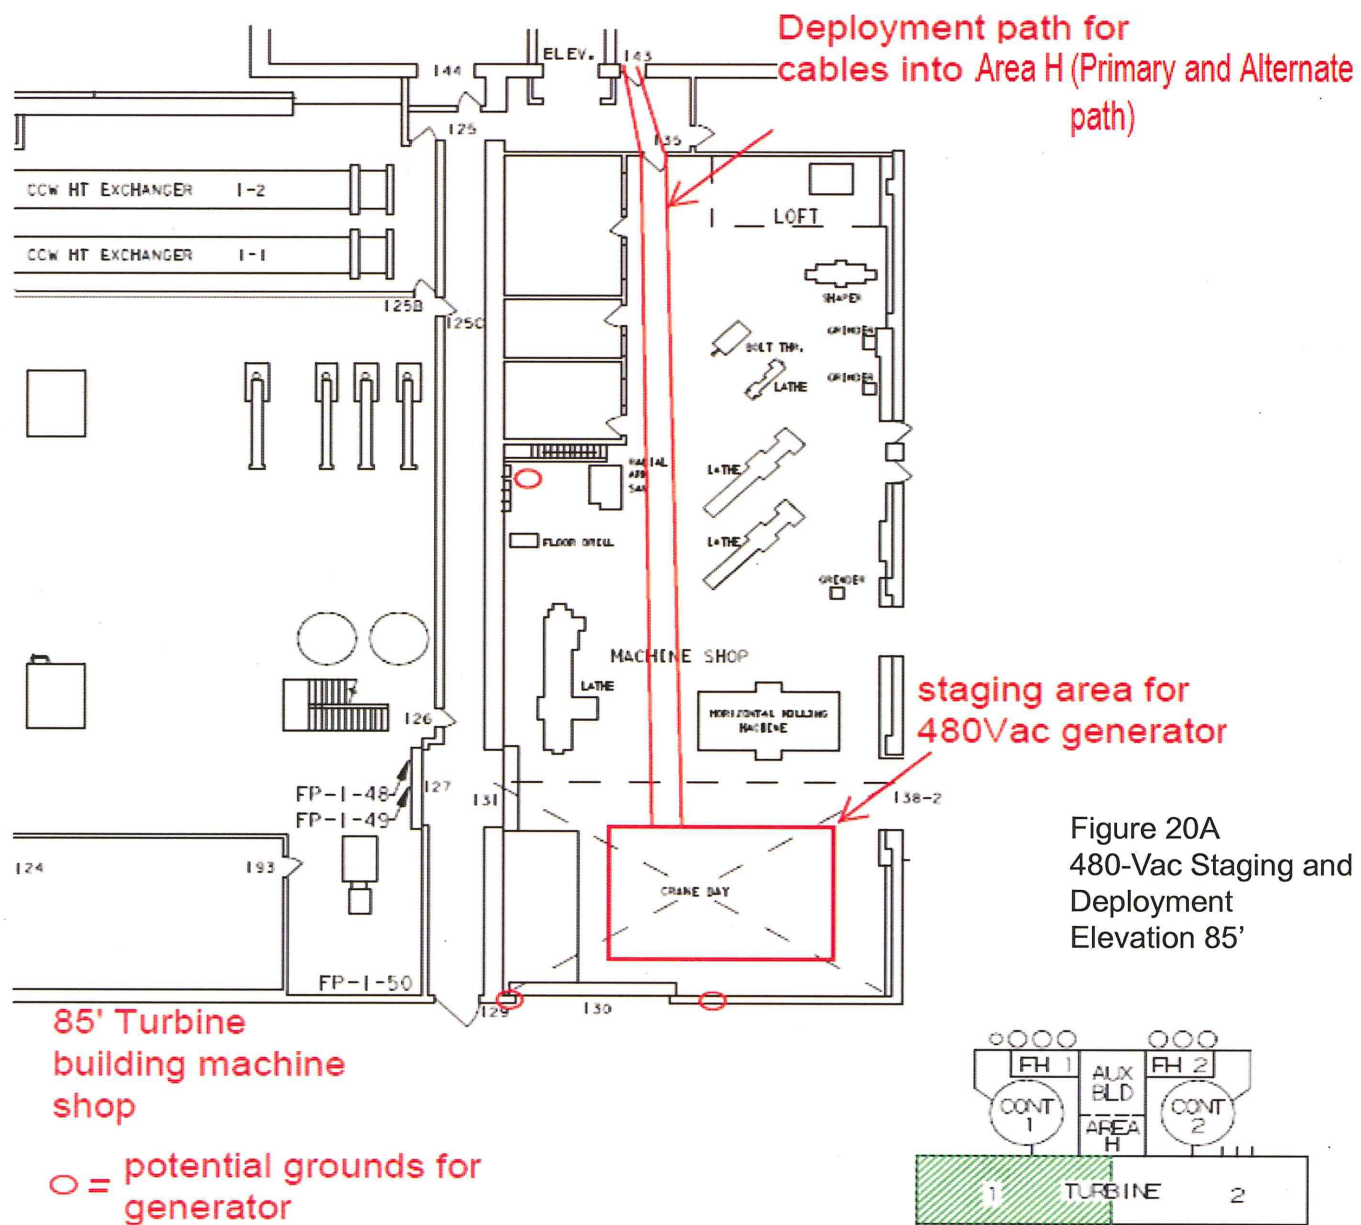 Deployment path for
cables into Area H (Primary and Alternate
path)
ELEV.
143
144
125
135
CCW HT EXCHANGER 1-2
LOFT
CCW HT EXCHANGER 1-1
SHAPER
125B
125C
GRINDER
BOLT THR.
GRINDER
LATHE
RADIAL
ARM
SAW
LATHE
FLOOR DRILL
LATHE
GRINDER
MACHINE SHOP
LATHE
staging area for
480Vac generator
126
HORIZONTAL MILLING
MACHINE
127
FP-1-48
131
138-2
FP-1-49
Figure 20A
480-Vac Staging and
Deployment
Elevation 85'
124
193
CRANE BAY
FP-1-50
129
130
85' Turbine
building machine
shop
FH 1
AUX
BLD
FH 2
CONT
1
CONT
2
AREA
H
potential grounds for
= generator
1
TURBINE
2